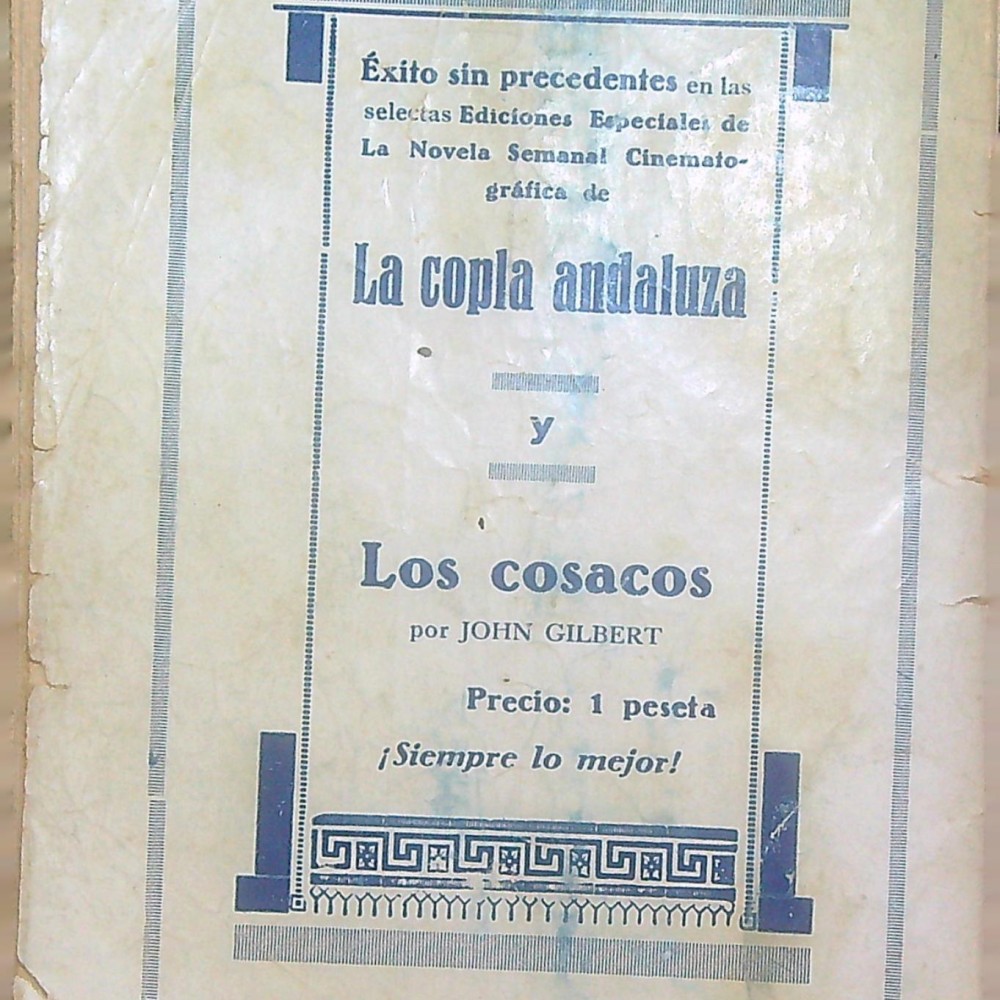 Éxito sin precedentes en las
selectas Ediciones Especiales de
La Novela Semanal Cinemato-
gráfica de
La copla andaluza
y
Los cosacos
por JOHN GILBERT
Precio: 1 peseta
¡Siempre lo mejor!